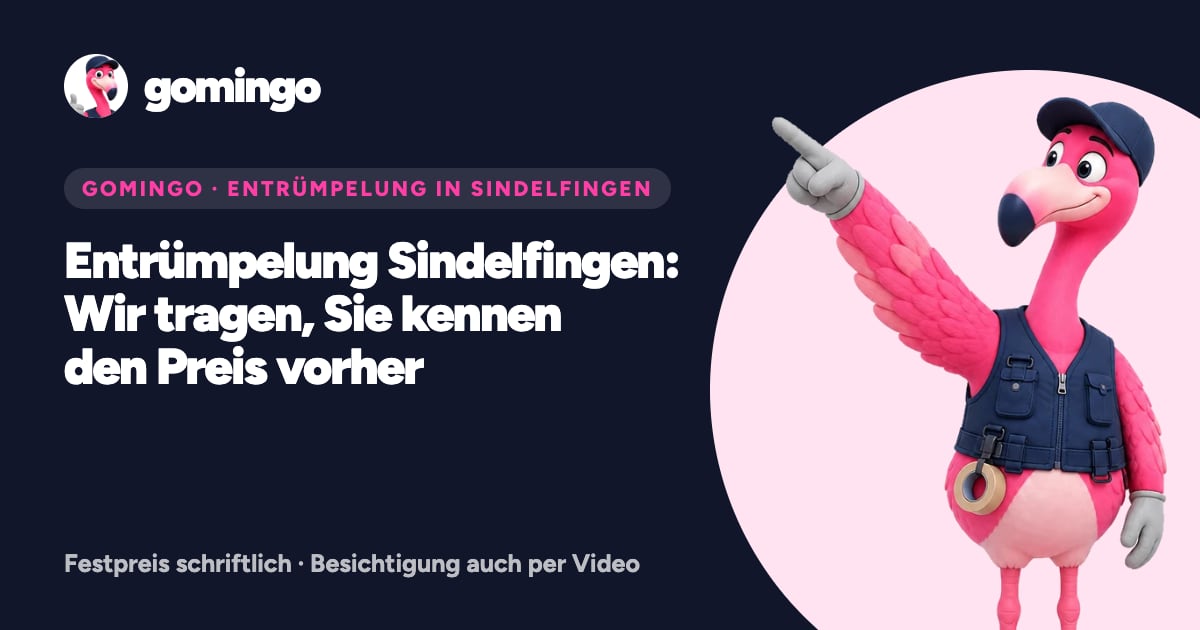 gomingo
GOMINGO · ENTRÜMPELUNG IN SINDELFINGEN
Entrümpelung Sindelfingen:
Wir tragen, Sie kennen
den Preis vorher
Festpreis schriftlich · Besichtigung auch per Video